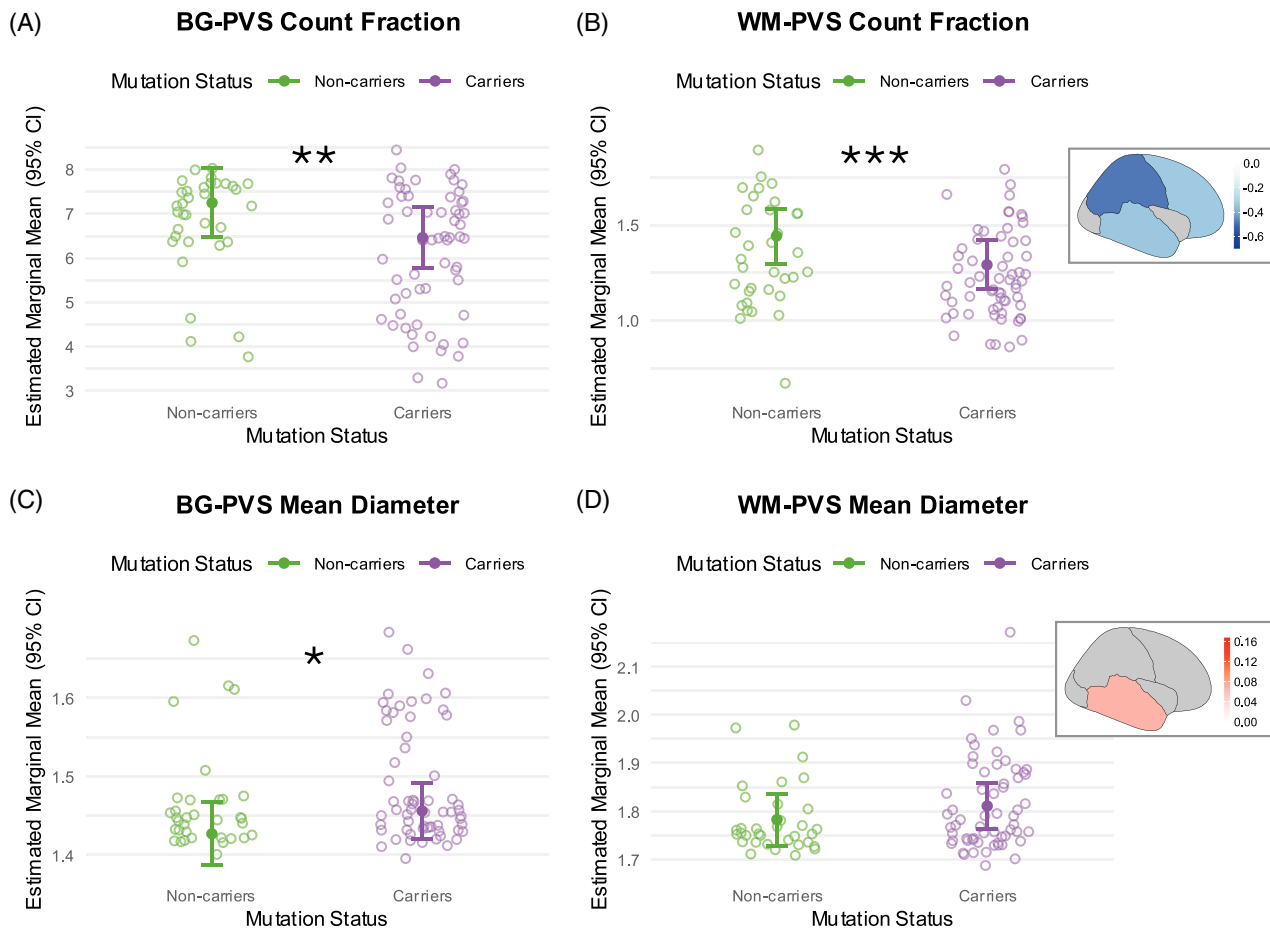 (A)
BG-PVS Count Fraction
Mutation Status Non-carriers Carriers
Estimated Marginal Mean (95% CI)
**
8
7
6
5
4
3
Non-carriers Carriers
Mutation Status
(B)
WM-PVS Count Fraction
Mutation Status Non-carriers Carriers
Estimated Marginal Mean (95% CI)
***
1.5
1.0
Non-carriers Carriers
Mutation Status
0.0
-0.2
-0.4
-0.6
(C)
BG-PVS Mean Diameter
Mutation Status Non-carriers Carriers
Estimated Marginal Mean (95% CI)
*
1.6
1.5
1.4
Non-carriers Carriers
Mutation Status
(D)
WM-PVS Mean Diameter
Mutation Status Non-carriers Carriers
Estimated Marginal Mean (95% CI)
2.1
2.0
1.9
1.8
1.7
Non-carriers Carriers
Mutation Status
0.16
0.12
0.08
0.04
0.00